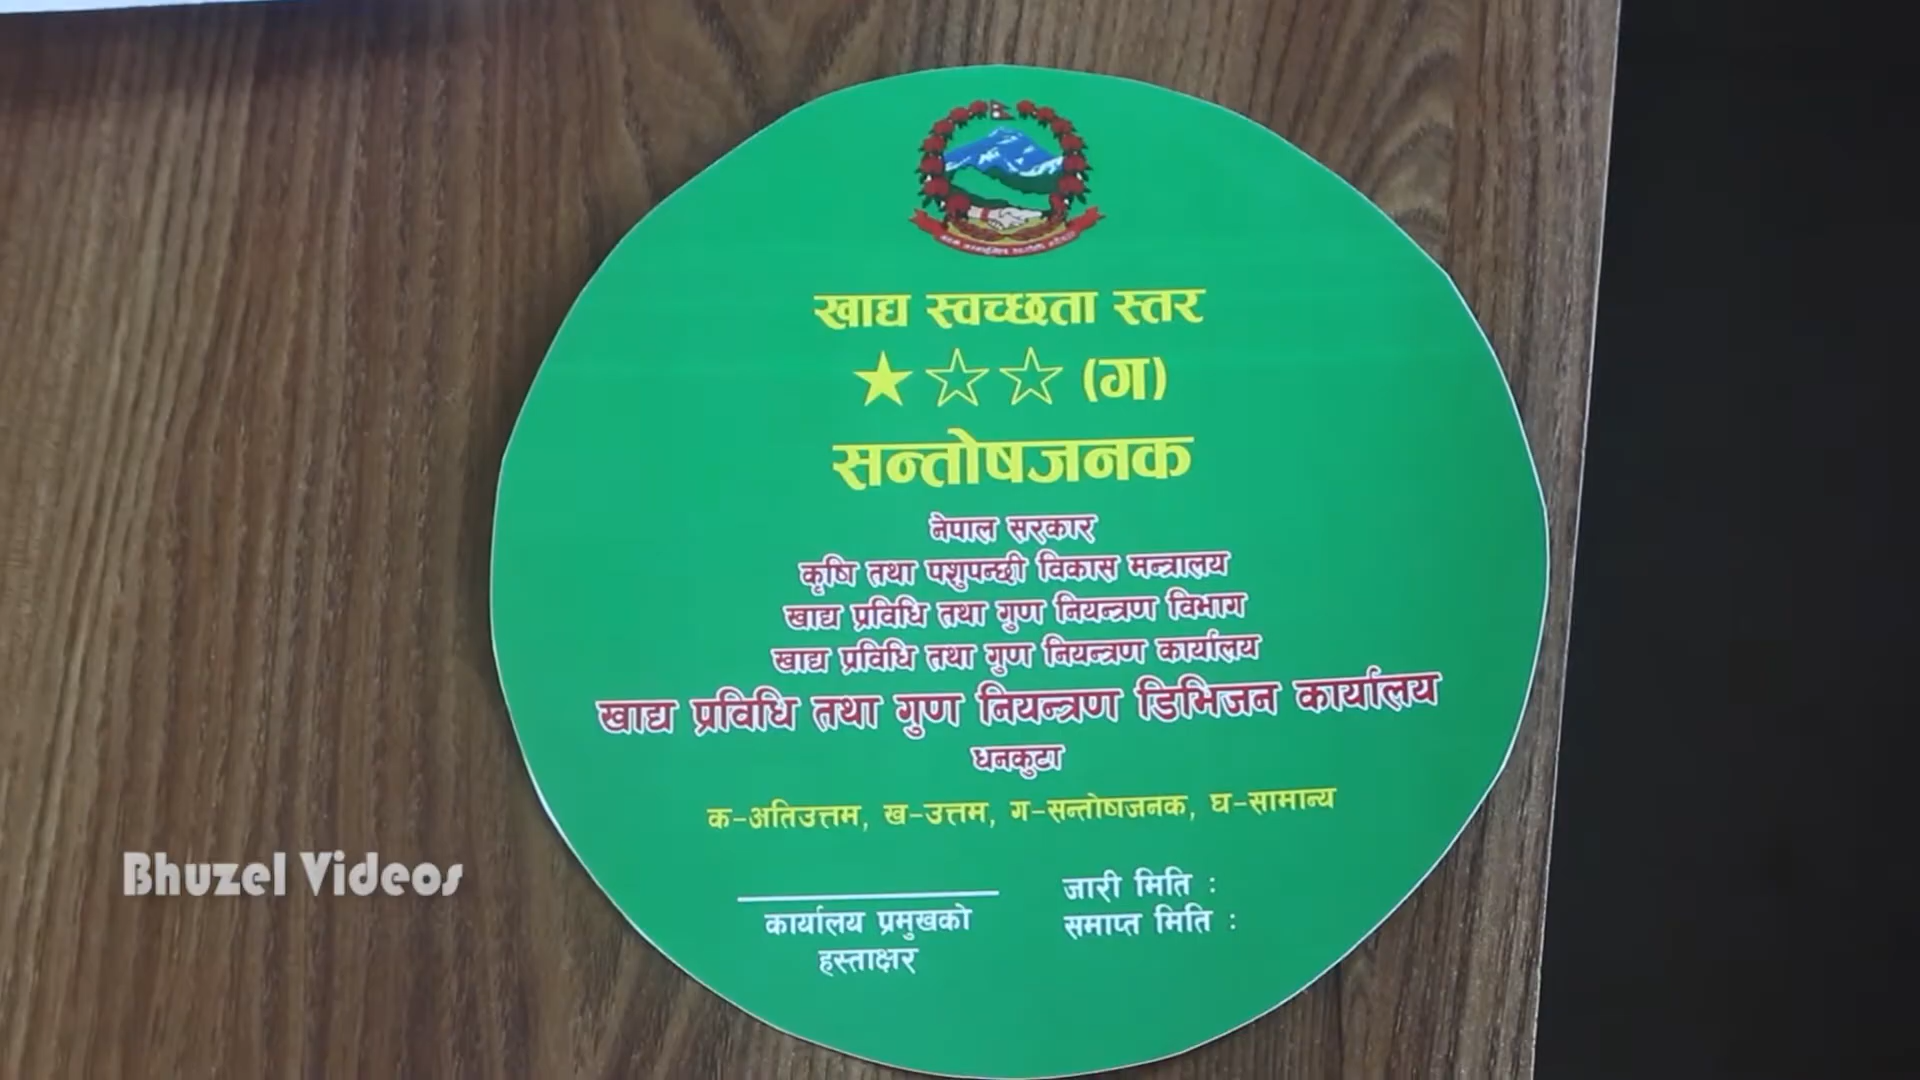 खाद्य स्वच्छता स्तर
★☆☆ (ग)
सन्तोषजनक
नेपाल सरकार
कृषि तथा पशुपन्छी विकास मन्त्रालय
खाद्य प्रविधि तथा गुण नियन्त्रण विभाग
खाद्य प्रविधि तथा गुण नियन्त्रण कार्यालय
खाद्य प्रविधि तथा गुण नियन्त्रण डिभिजन कार्यालय
धनकुटा
क-अतिउत्तम, ख-उत्तम, ग-सन्तोषजनक, घ-सामान्य
कार्यालय प्रमुखको
हस्ताक्षर
जारी मिति :
समाप्त मिति :
Bhuzel Videos